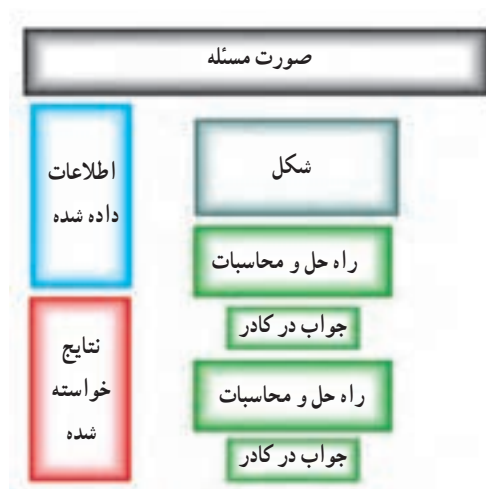 صورت مسئله
شکل
راه حل و محاسبات
جواب در کادر
راه حل و محاسبات
جواب در کادر
اطلاعات
داده شده
نتایج
خواسته
شده